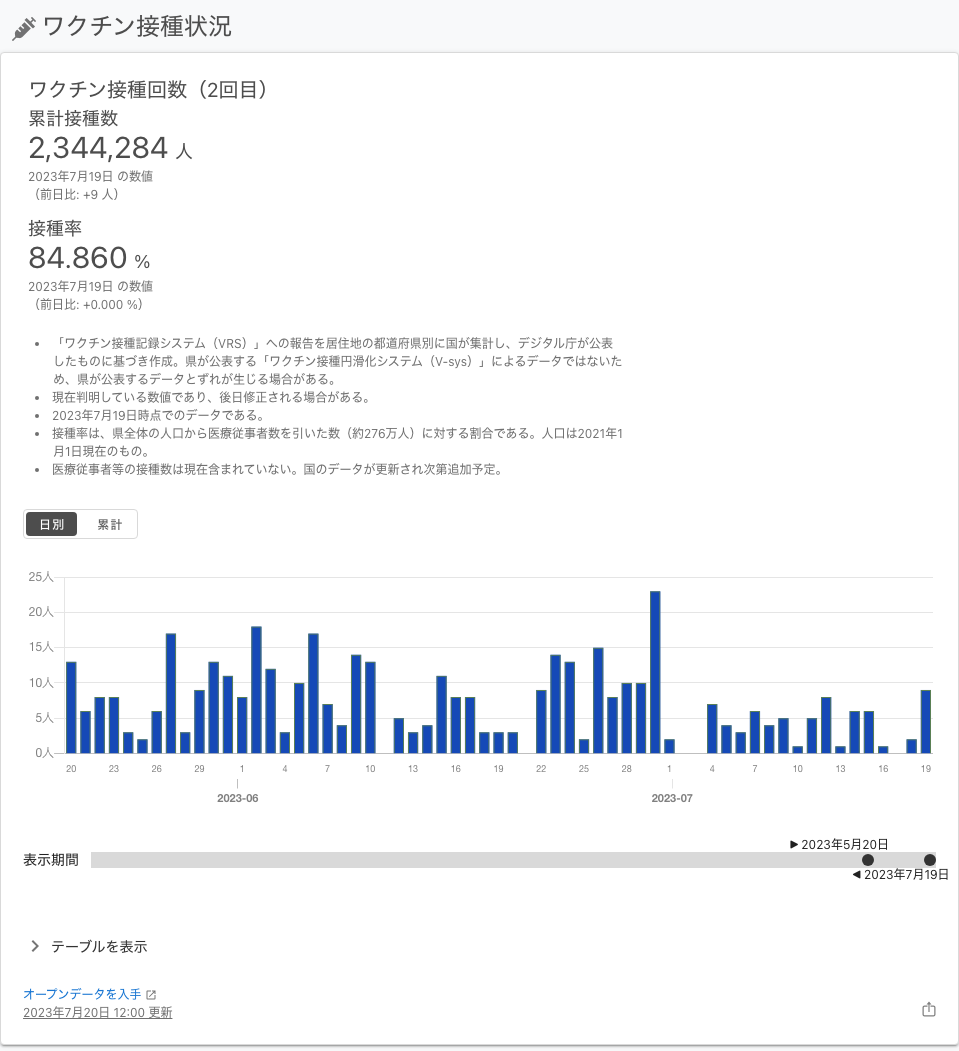 ワクチン接種状況
ワクチン接種回数（2回目）
累計接種数
2,344,284 人
2023年7月19日 の数値
（前日比: +9 人）
接種率
84.860 %
2023年7月19日 の数値
（前日比: +0.000 %）
• 「ワクチン接種記録システム（VRS）」への報告を居住地の都道府県別に国が集計し、デジタル庁が公表
したものに基づき作成。県が公表する「ワクチン接種円滑化システム（V-sys）」によるデータではないた
め、県が公表するデータとずれが生じる場合がある。
• 現在判明している数値であり、後日修正される場合がある。
• 2023年7月19日時点でのデータである。
• 接種率は、県全体の人口から医療従事者数を引いた数（約276万人）に対する割合である。人口は2021年1
月1日現在のもの。
• 医療従事者等の接種数は現在含まれていない。国のデータが更新され次第追加予定。
日別 累計
25人
20人
15人
10人
5人
0人
20 23 26 29 1 4 7 10 13 16 19 22 25 28 1 4 7 10 13 16 19
2023-06 2023-07
2023年5月20日
表示期間
2023年7月19日
テーブルを表示
オープンデータを入手
2023年7月20日 12:00 更新